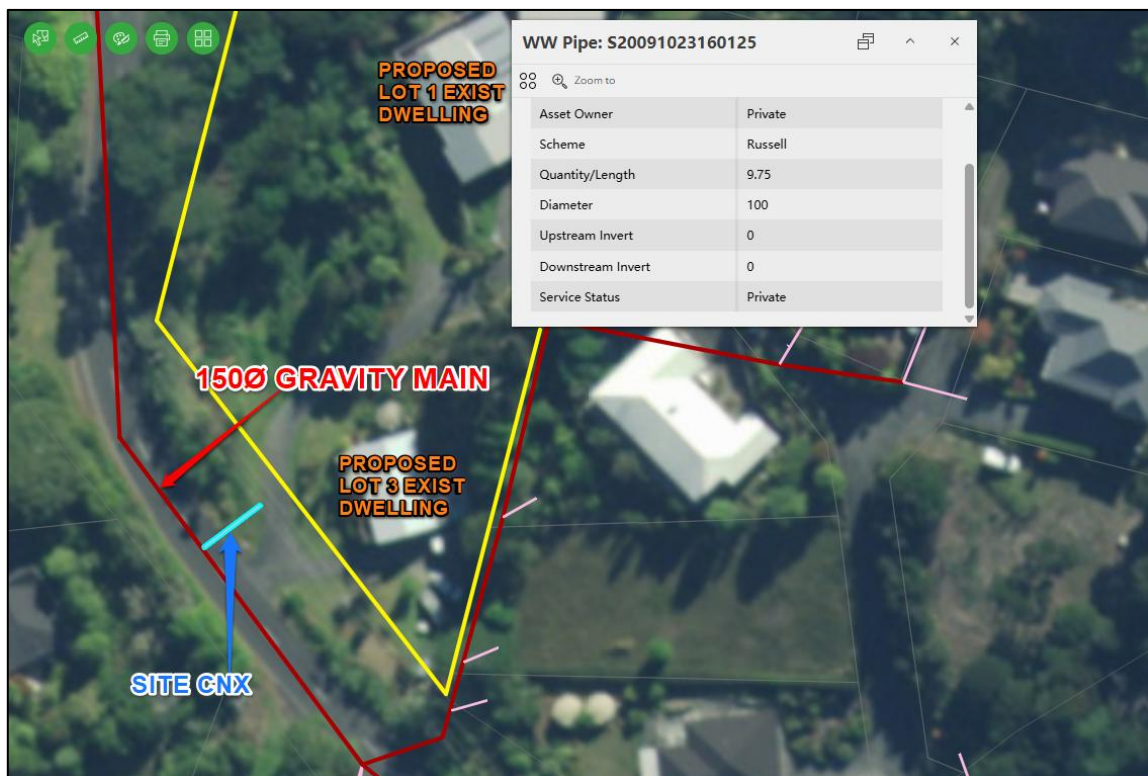 PROPOSED
LOT 1 EXIST
DWELLING
WW Pipe: S20091023160125
Zoom to
Asset Owner Private
Scheme Russell
Quantity/Length 9.75
Diameter 100
Upstream Invert 0
Downstream Invert 0
Service Status Private
150Ø GRAVITY MAIN
PROPOSED
LOT 3 EXIST
DWELLING
SITE CNX